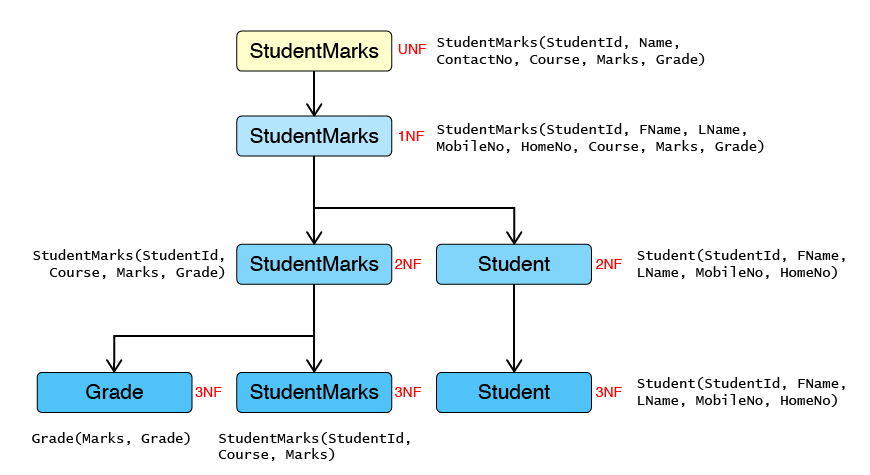 StudentMarks
UNF
StudentMarks(StudentId, Name,
ContactNo, Course, Marks, Grade)
StudentMarks
1NF
StudentMarks(StudentId, FName, LName,
MobileNo, HomeNo, Course, Marks, Grade)
StudentMarks(StudentId,
Course, Marks, Grade)
StudentMarks
2NF
Student
2NF
Student(StudentId, FName,
LName, MobileNo, HomeNo)
Grade
3NF
StudentMarks
3NF
Student
3NF
Student(StudentId, FName,
LName, MobileNo, HomeNo)
Grade(Marks, Grade)
StudentMarks(StudentId,
Course, Marks)